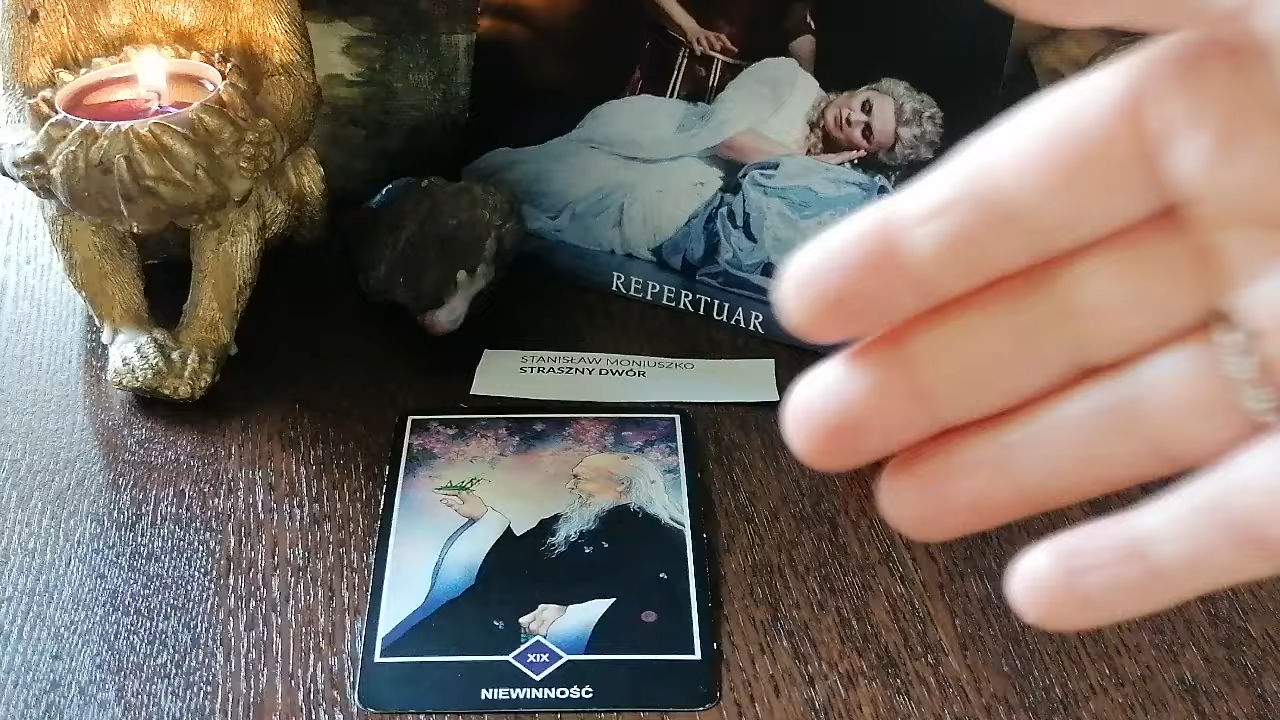 REPERTUAR
STANISŁAW MONIUSZKO
STRASZNY DWÓR
XIX
NIEWINNOŚĆ